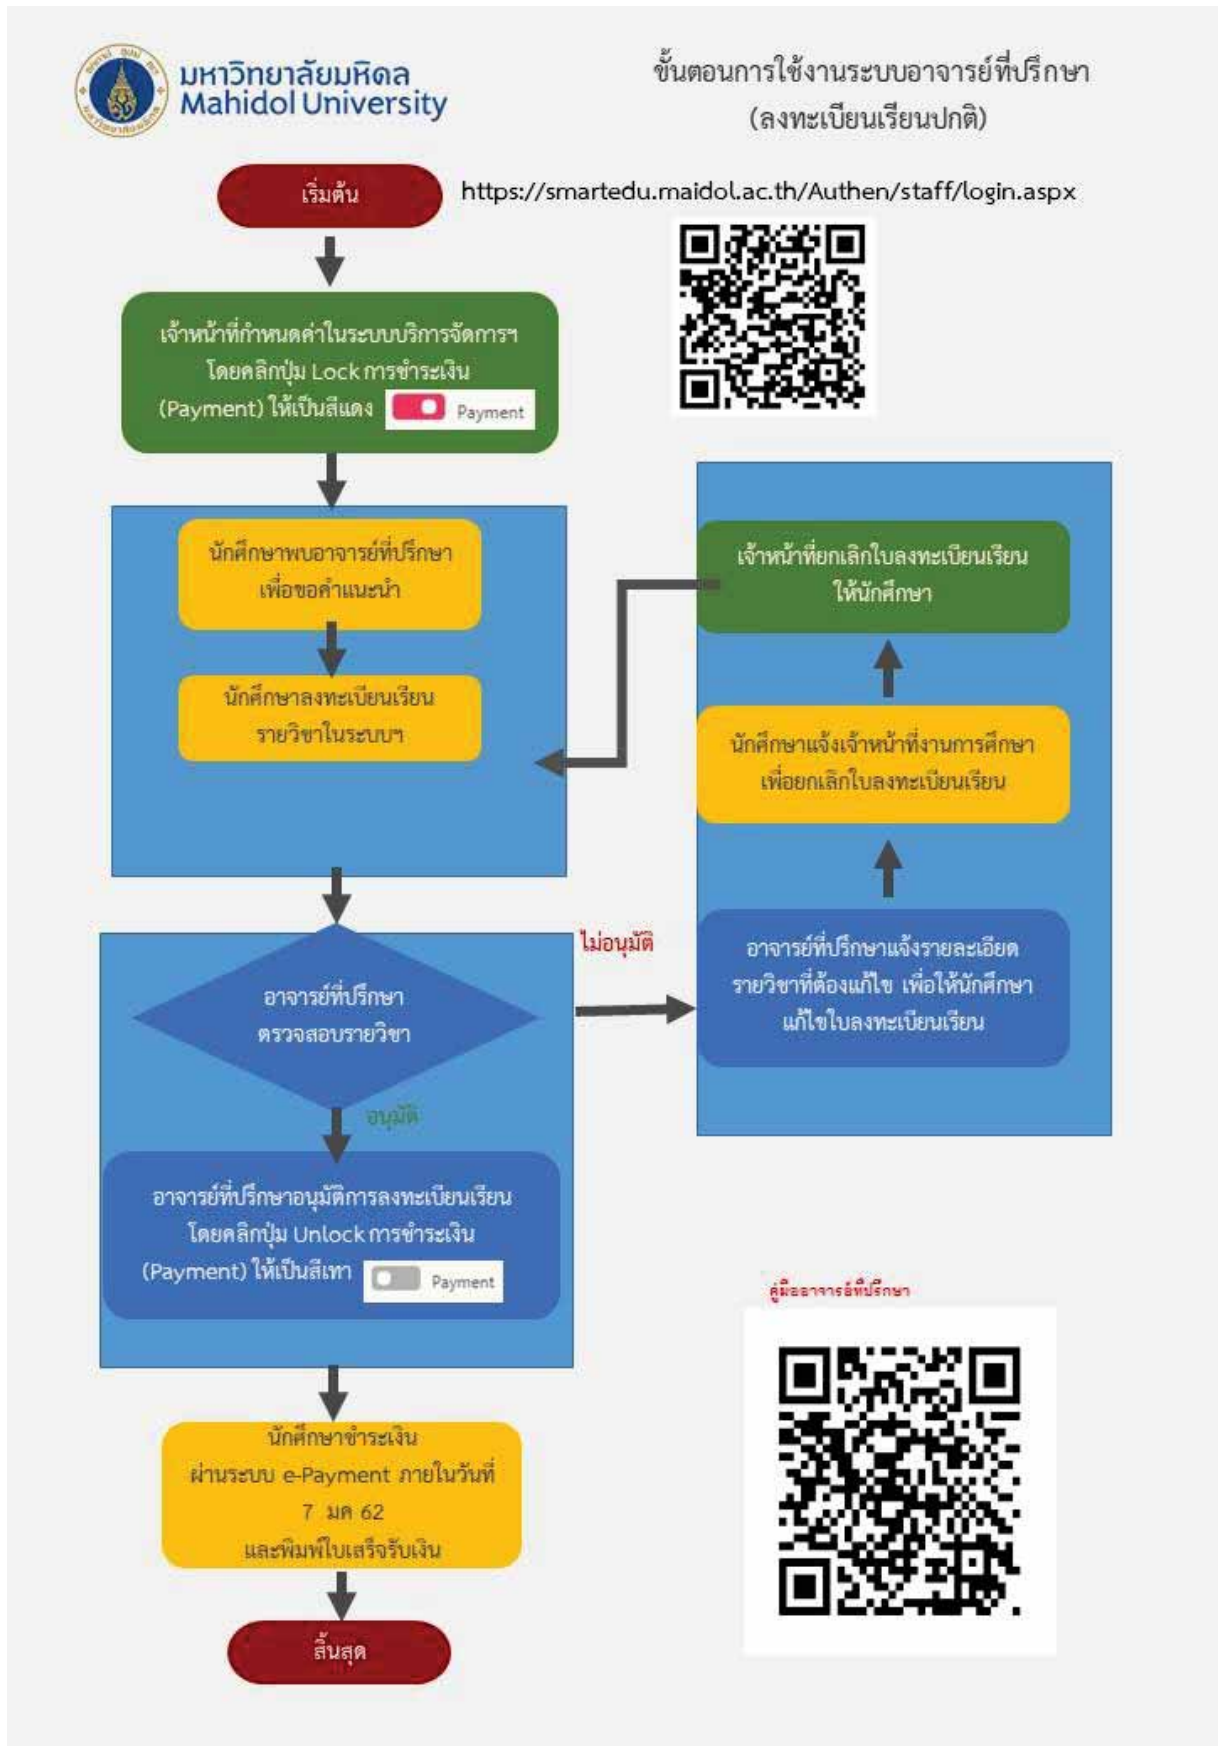 มหาวิทยาลัยมหิดล
Mahidol University
ขั้นตอนการใช้งานระบบอาจารย์ที่ปรึกษา
(ลงทะเบียนเรียนปกติ)
เริ่มต้น
https://smartedu.maidol.ac.th/Authen/staff/login.aspx
เจ้าหน้าที่กำหนดค่าในระบบบริการจัดการฯ
โดยคลิกปุ่ม Lock การชำระเงิน
(Payment) ให้เป็นสีแดง Payment
นักศึกษาพบอาจารย์ที่ปรึกษา
เพื่อขอคำแนะนำ
นักศึกษาลงทะเบียนเรียน
รายวิชาในระบบฯ
เจ้าหน้าที่ยกเลิกใบลงทะเบียนเรียน
ให้นักศึกษา
นักศึกษาแจ้งเจ้าหน้าที่งานการศึกษา
เพื่อยกเลิกใบลงทะเบียนเรียน
อาจารย์ที่ปรึกษาแจ้งรายละเอียด
รายวิชาที่ต้องแก้ไข เพื่อให้นักศึกษา
แก้ไขใบลงทะเบียนเรียน
ไม่อนุมัติ
อาจารย์ที่ปรึกษา
ตรวจสอบรายวิชา
อนุมัติ
อาจารย์ที่ปรึกษาอนุมัติการลงทะเบียนเรียน
โดยคลิกปุ่ม Unlock การชำระเงิน
(Payment) ให้เป็นสีเทา Payment
คู่มืออาจารย์ที่ปรึกษา
นักศึกษาชำระเงิน
ผ่านระบบ e-Payment ภายในวันที่
7 มค 62
และพิมพ์ใบเสร็จรับเงิน
สิ้นสุด